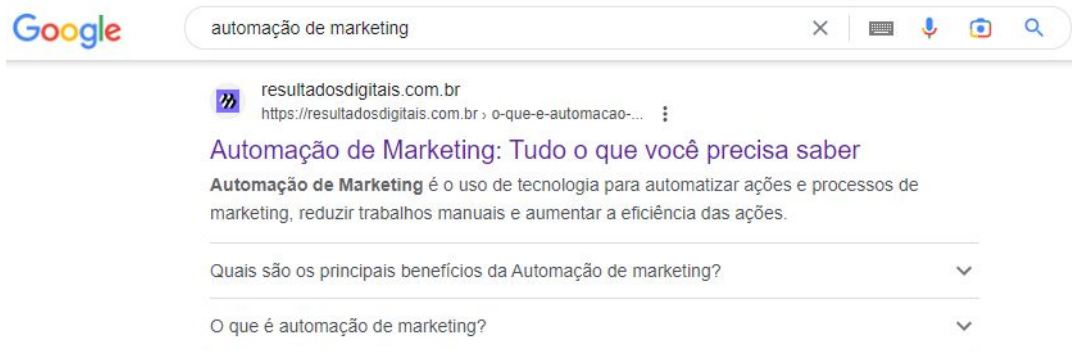 Google
automação de marketing
resultadosdigitais.com.br
https://resultadosdigitais.com.br › o-que-e-automacao-...
Automação de Marketing: Tudo o que você precisa saber
Automação de Marketing é o uso de tecnologia para automatizar ações e processos de
marketing, reduzir trabalhos manuais e aumentar a eficiência das ações.
Quais são os principais benefícios da Automação de marketing?
O que é automação de marketing?